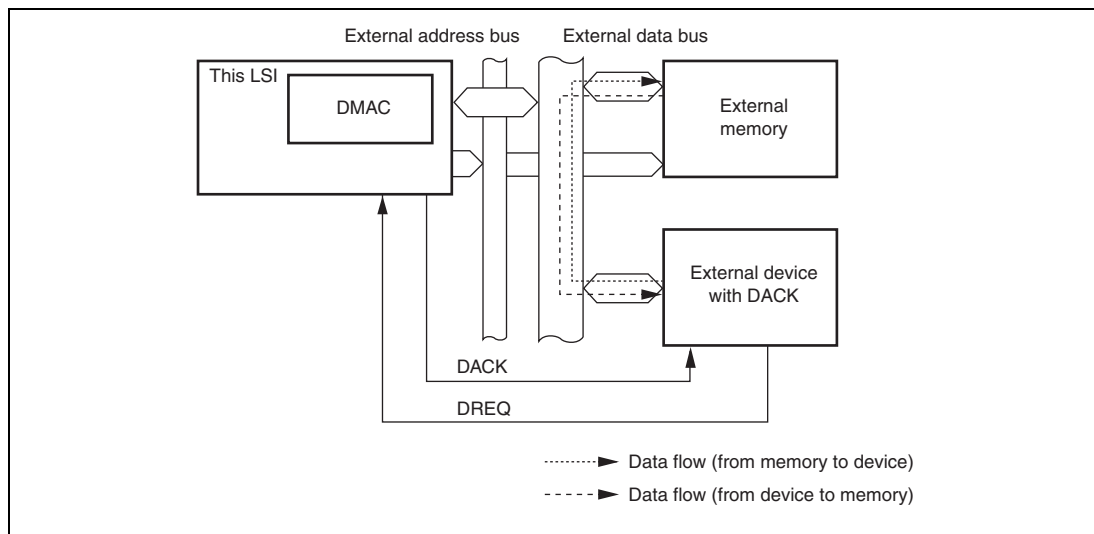 External address bus
External data bus
This LSI
DMAC
External
memory
External device
with DACK
DACK
DREQ
Data flow (from memory to device)
Data flow (from device to memory)